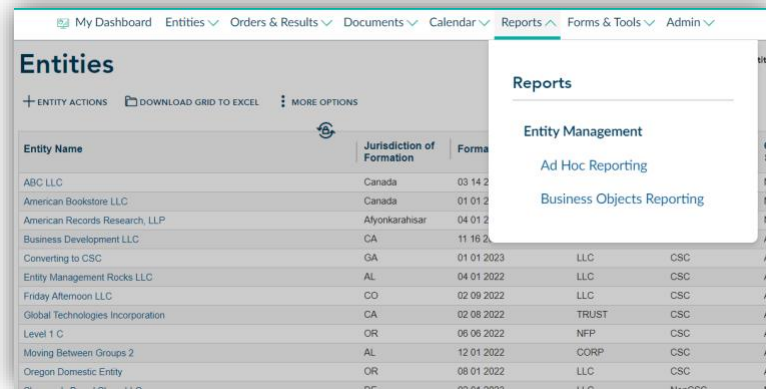 My Dashboard Entities Orders & Results Documents Calendar Reports Forms & Tools Admin
Entities
Reports
ENTITY ACTIONS DOWNLOAD GRID TO EXCEL MORE OPTIONS
Entity Management
Ad Hoc Reporting
Business Objects Reporting
Entity Name Jurisdiction of Formation Forma
ABC LLC Canada 03 14 2
American Bookstore LLC Canada 01 01 2
American Records Research, LLP Afyonkarahisar 04 01 2
Business Development LLC CA 11 16 20
Converting to CSC GA 01 01 2023 LLC CSC
Entity Management Rocks LLC AL 04 01 2022 LLC CSC
Friday Afternoon LLC CO 02 09 2022 LLC CSC
Global Technologies Incorporation CA 02 08 2022 TRUST CSC
Level 1 C OR 06 06 2022 NFP CSC
Moving Between Groups 2 AL 12 01 2022 CORP CSC
Oregon Domestic Entity OR 08 01 2022 LLC CSC